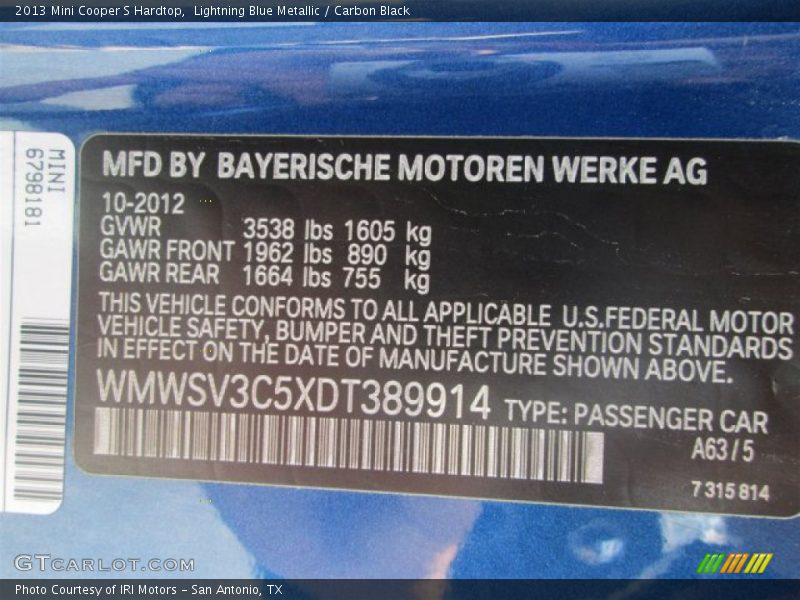 2013 Mini Cooper S Hardtop,  Lightning Blue Metallic / Carbon Black
MINI
6798181
MFD BY BAYERISCHE MOTOREN WERKE AG
10-2012
GVWR 3538 lbs 1605 kg
GAWR FRONT 1962 lbs 890 kg
GAWR REAR 1664 lbs 755 kg
THIS VEHICLE CONFORMS TO ALL APPLICABLE U.S.FEDERAL MOTOR
VEHICLE SAFETY, BUMPER AND THEFT PREVENTION STANDARDS
IN EFFECT ON THE DATE OF MANUFACTURE SHOWN ABOVE.
WMWSV3C5XDT389914 TYPE: PASSENGER CAR
A63/5
7315814
GTCARLOT.COM
Photo Courtesy of IRI Motors – San Antonio, TX